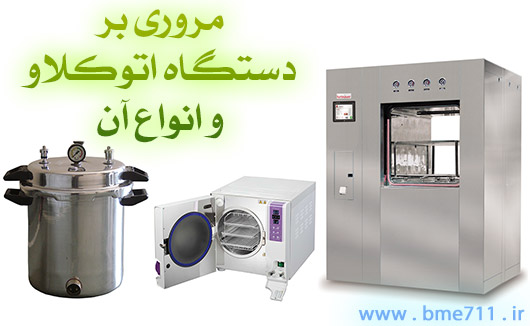 مروری بر
دستگاه اتوکلاو
و انواع آن
www.bme711.ir